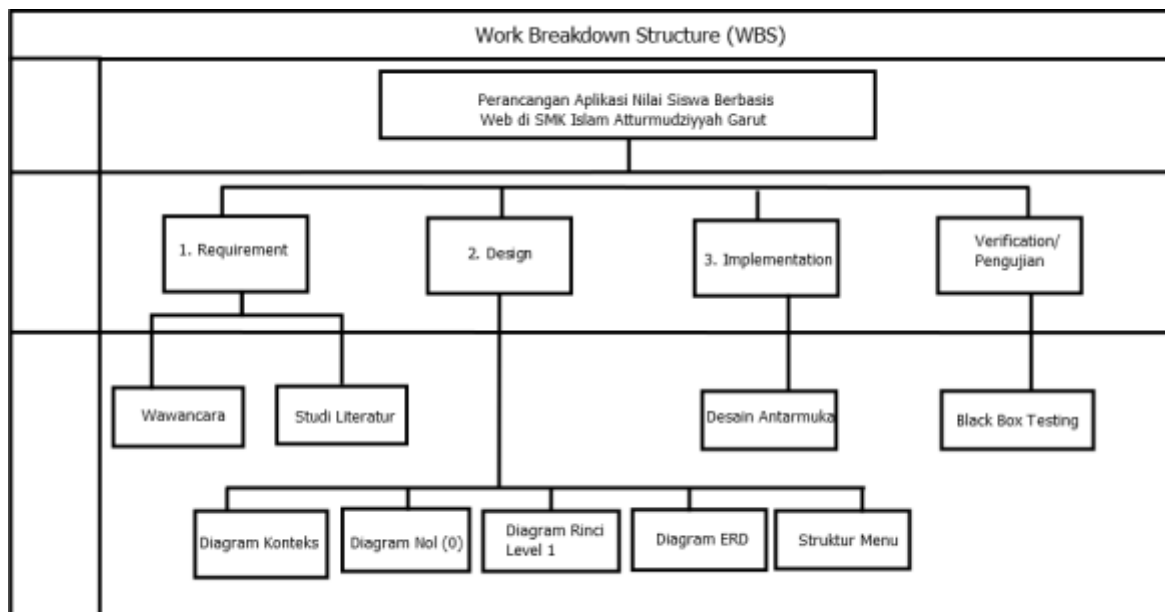 Work Breakdown Structure (WBS)
Perancangan Aplikasi Nilai Siswa Berbasis
Web di SMK Islam Atturmudziyyah Garut
1. Requirement
2. Design
3. Implementation
Verification/
Pengujian
Wawancara
Studi Literatur
Desain Antarmuka
Black Box Testing
Diagram Konteks
Diagram Nol (0)
Diagram Rinci
Level 1
Diagram ERD
Struktur Menu